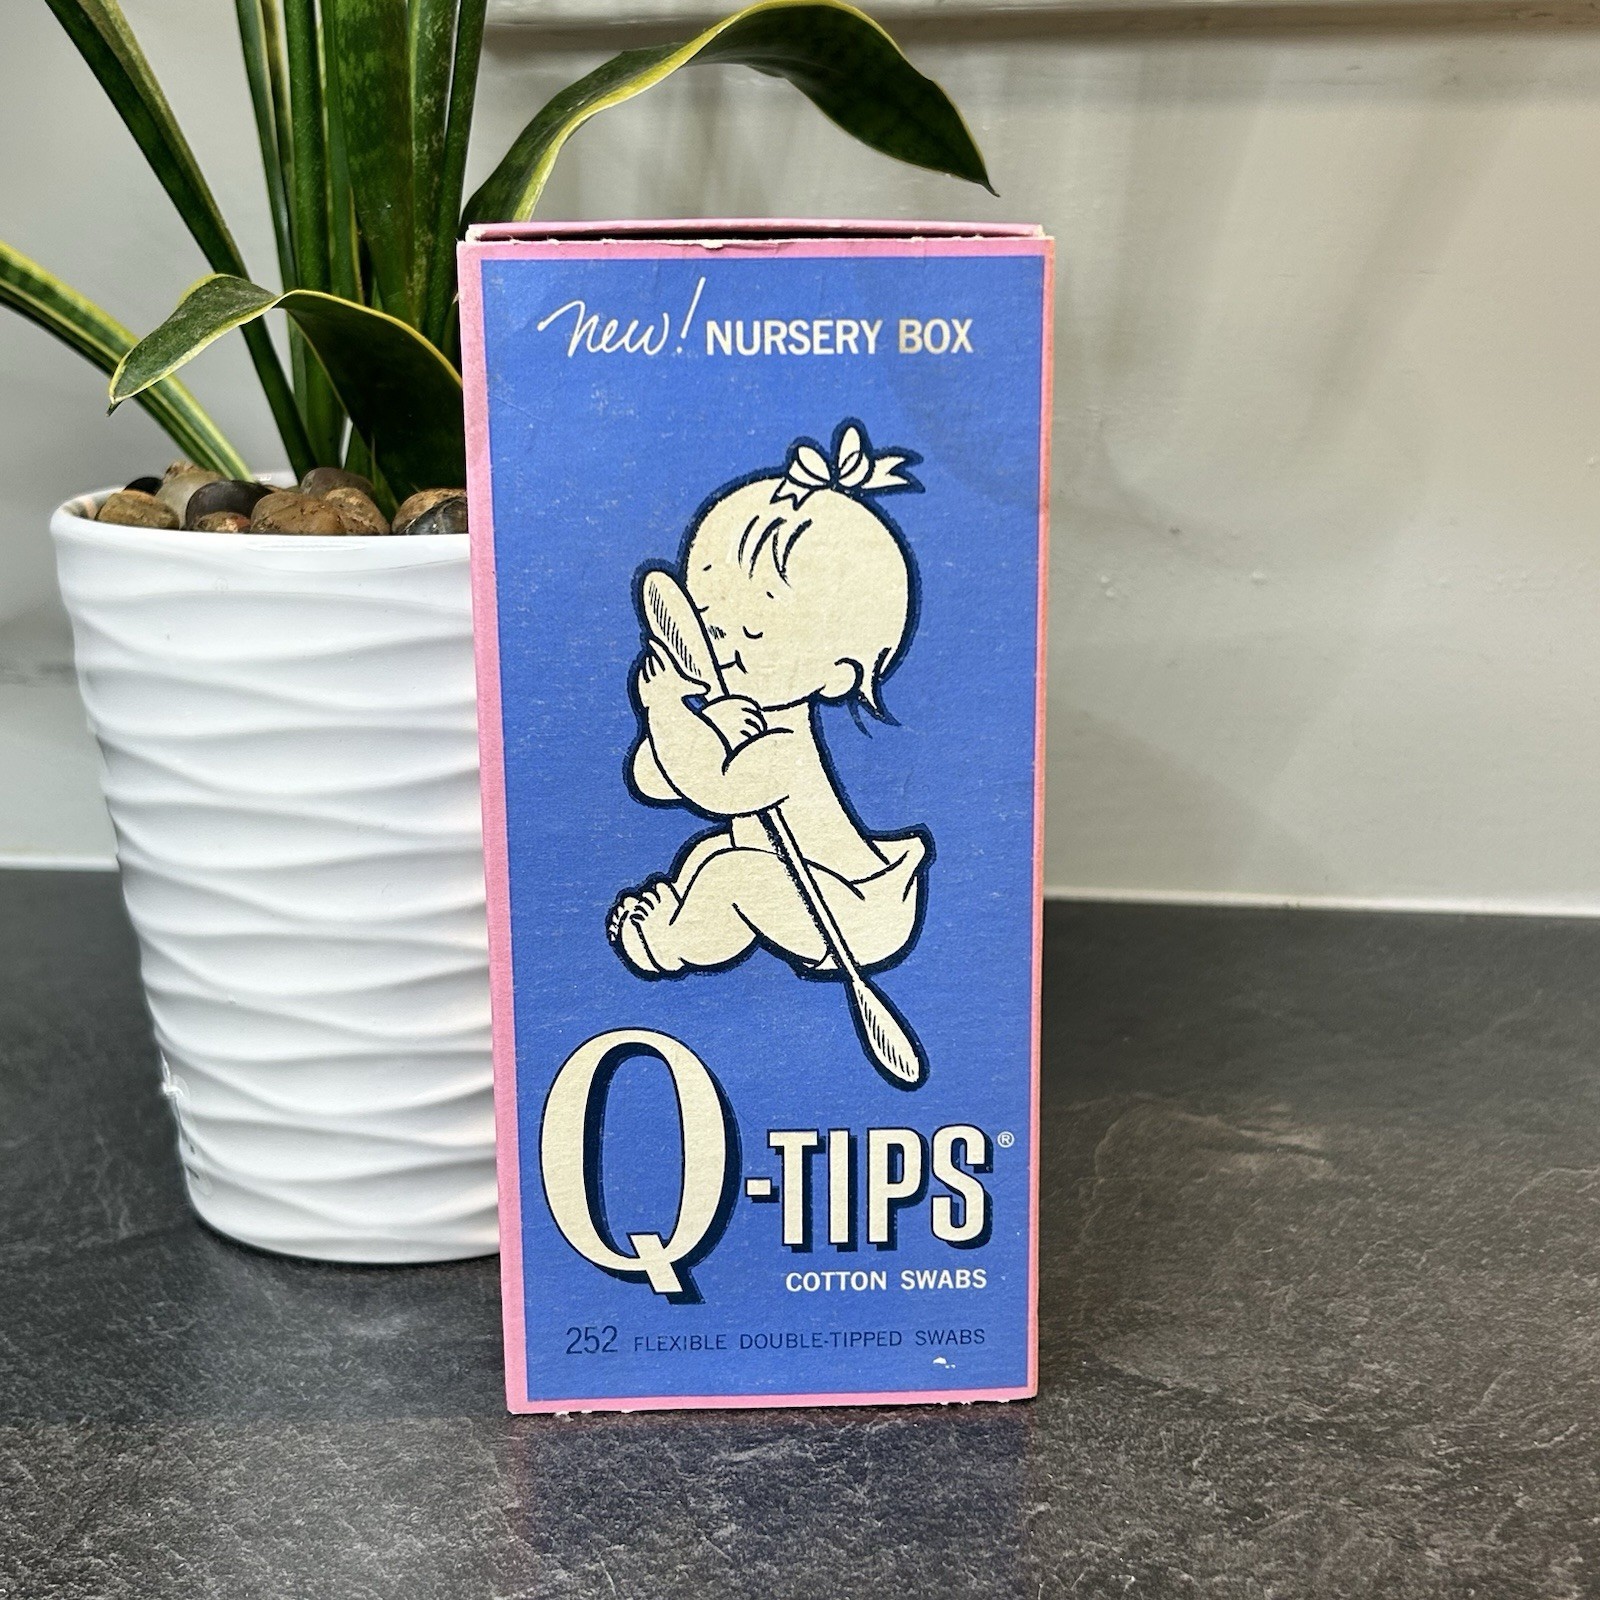 new! NURSERY BOX
Q-TIPS®
COTTON SWABS
252 FLEXIBLE DOUBLE-TIPPED SWABS